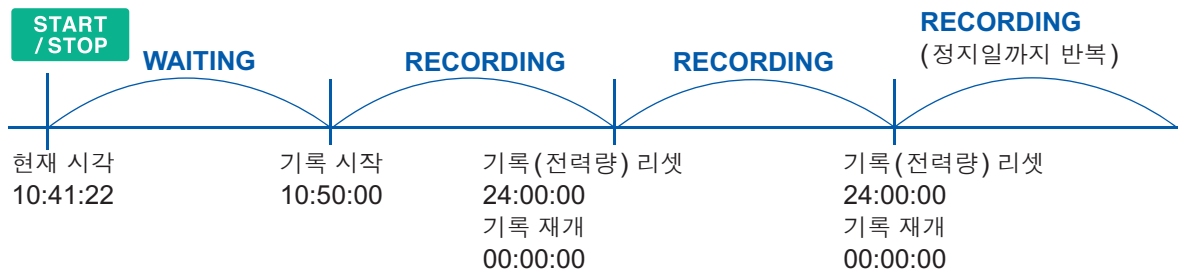 START
/STOP
WAITING
RECORDING
RECORDING
RECORDING
(정지일까지 반복)
현재 시각
10:41:22
기록 시작
10:50:00
기록(전력량) 리셋
24:00:00
기록 재개
00:00:00
기록(전력량) 리셋
24:00:00
기록 재개
00:00:00